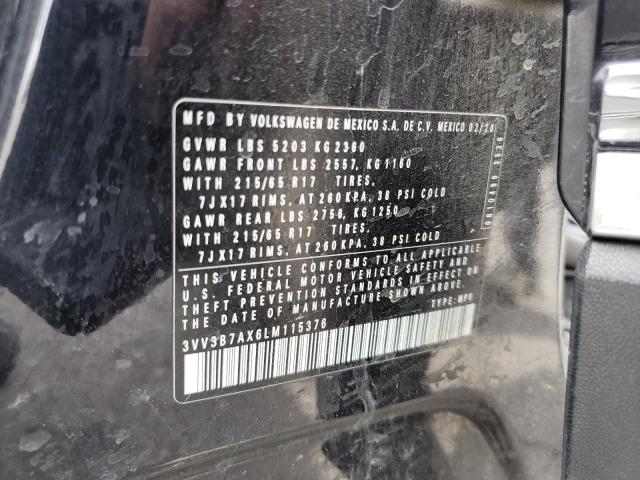 MFD BY VOLKSWAGEN DE MEXICO S.A. DE C.V. MEXICO 02/20
GVWR LBS 5203 KG 2360
GAWR FRONT LBS 2557, KG 1160
WITH 215/65 R17 TIRES.
7JX17 RIMS, AT 260 KPA, 38 PSI COLD
GAWR REAR LBS 2756, KG 1250
WITH 215/65 R17 TIRES.
7JX17 RIMS, AT 260 KPA, 38 PSI COLD
THIS VEHICLE CONFORMS TO ALL APPLICABLE
U.S. FEDERAL MOTOR VEHICLE SAFETY AND
THEFT PREVENTION STANDARDS IN EFFECT ON
THE DATE OF MANUFACTURE SHOWN ABOVE.
TYPE: MPV
3VV3B7AX6LM115376